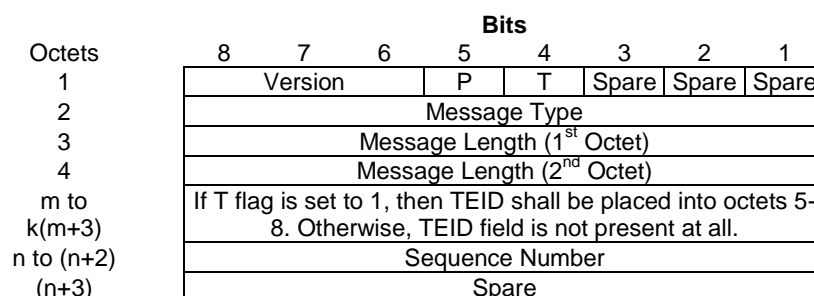 Bits
Octets 8 7 6 5 4 3 2 1
1 Version P T Spare Spare Spare
2 Message Type
3 Message Length (1st Octet)
4 Message Length (2nd Octet)
m to If T flag is set to 1, then TEID shall be placed into octets 5-
k(m+3) 8. Otherwise, TEID field is not present at all.
n to (n+2) Sequence Number
(n+3) Spare